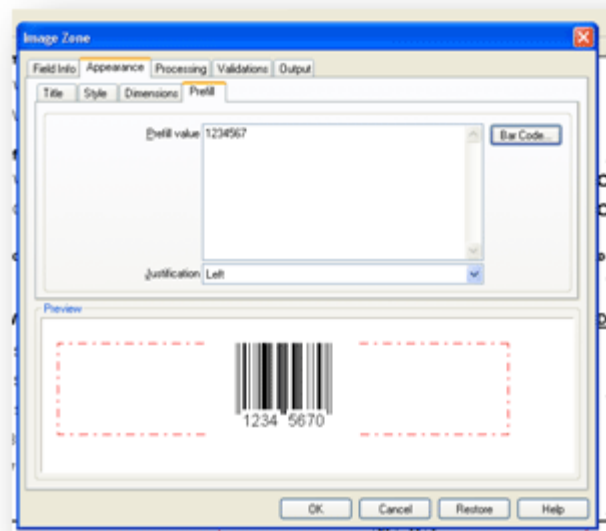 Image Zone
Field Info Appearance Processing Validations Output
Title Style Dimensions Prefill
Prefill value 1234567
Bar Code...
Justification Left
Preview
1234 5670
OK Cancel Restore Help